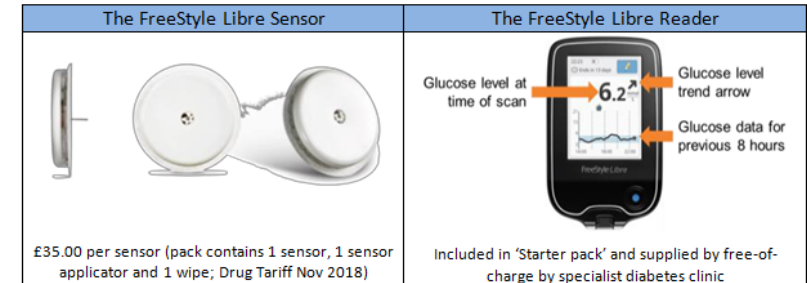 The FreeStyle Libre Sensor
The FreeStyle Libre Reader
£35.00 per sensor (pack contains 1 sensor, 1 sensor
applicator and 1 wipe; Drug Tariff Nov 2018)
Glucose level at
time of scan
6.2
Glucose level
trend arrow
Glucose data for
previous 8 hours
FreeStyle Libre
Included in ‘Starter pack’ and supplied by free-of-
charge by specialist diabetes clinic